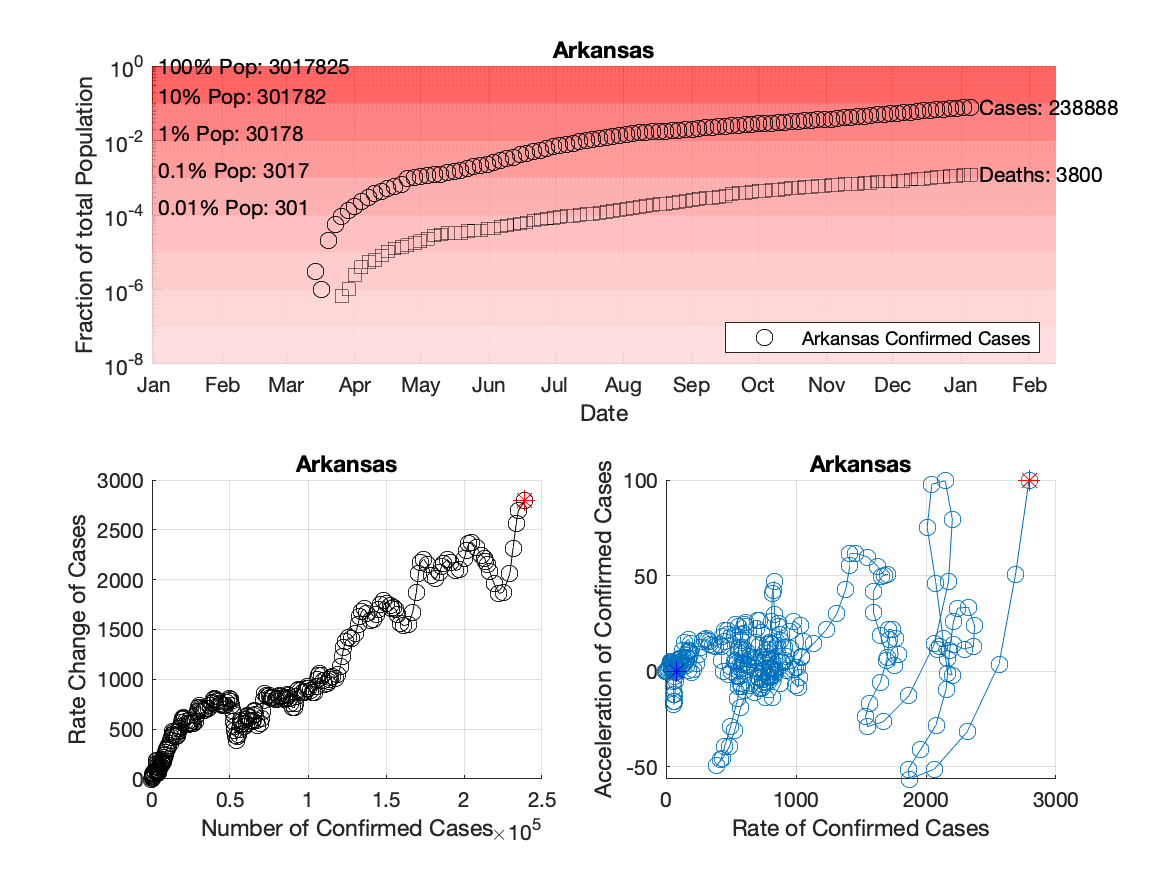 Arkansas
10^0
10^-2
10^-4
10^-6
10^-8
Fraction of total Population
100% Pop: 3017825
10% Pop: 301782
1% Pop: 30178
0.1% Pop: 3017
0.01% Pop: 301
Cases: 238888
Deaths: 3800
Arkansas Confirmed Cases
Jan Feb Mar Apr May Jun Jul Aug Sep Oct Nov Dec Jan Feb
Date
Arkansas
3000
2500
2000
1500
1000
500
0
Rate Change of Cases
0 0.5 1 1.5 2 2.5
Number of Confirmed Cases ×10^5
Arkansas
100
50
0
-50
Acceleration of Confirmed Cases
0 1000 2000 3000
Rate of Confirmed Cases